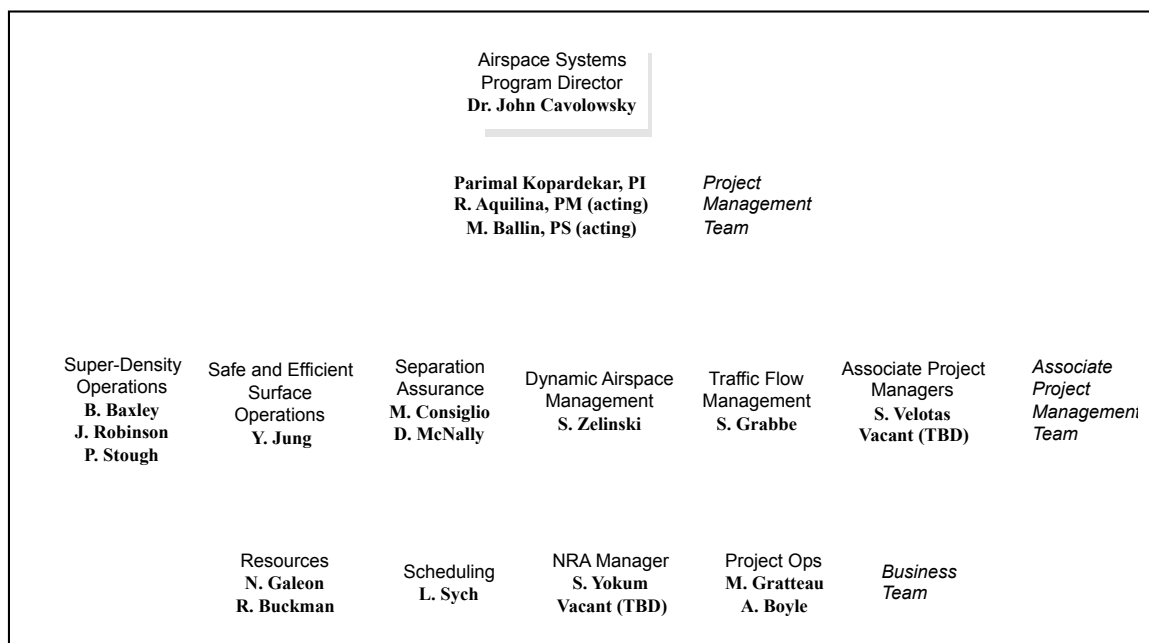 Airspace Systems
Program Director
Dr. John Cavolowsky
Parimal Kopardekar, PI
R. Aquilina, PM (acting)
M. Ballin, PS (acting)
Project
Management
Team
Super-Density
Operations
B. Baxley
J. Robinson
P. Stough
Safe and Efficient
Surface
Operations
Y. Jung
Separation
Assurance
M. Consiglio
D. McNally
Dynamic Airspace
Management
S. Zelinski
Traffic Flow
Management
S. Grabbe
Associate Project
Managers
S. Velotas
Vacant (TBD)
Associate
Project
Management
Team
Resources
N. Galeon
R. Buckman
Scheduling
L. Sych
NRA Manager
S. Yokum
Vacant (TBD)
Project Ops
M. Gratteau
A. Boyle
Business
Team